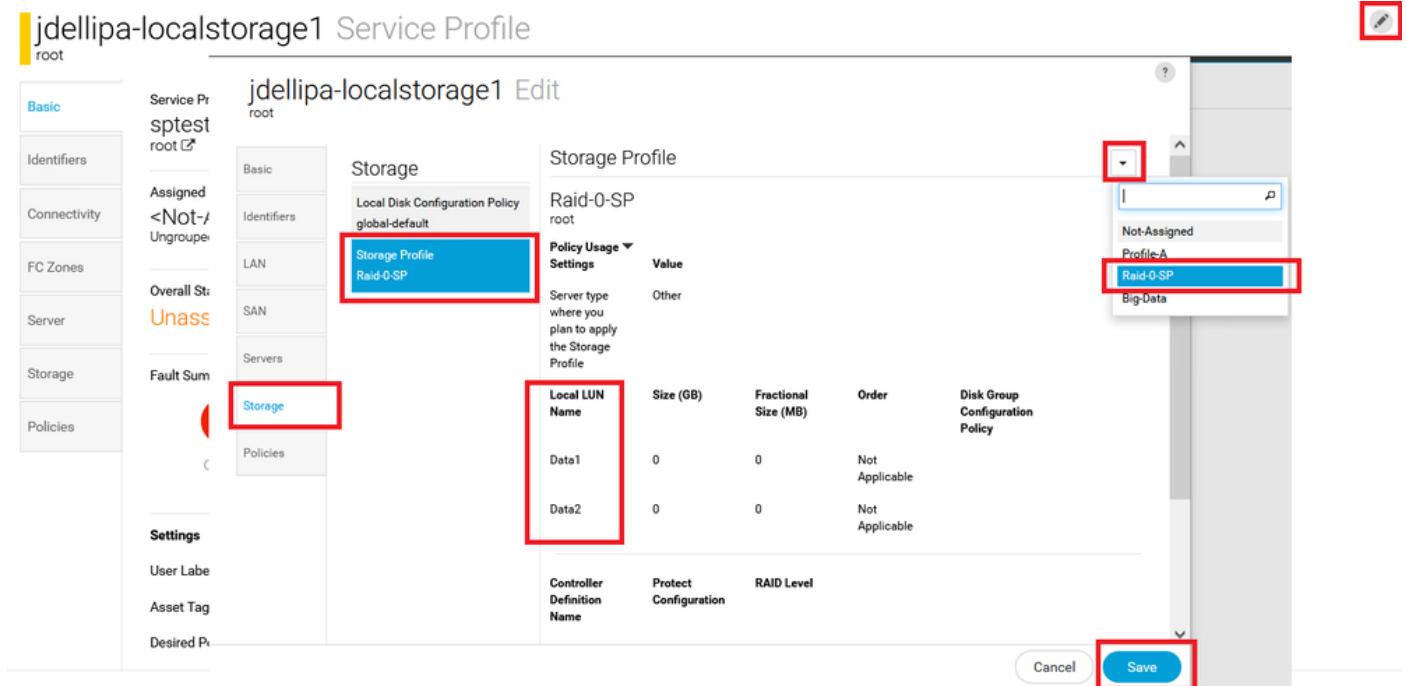 jdellipa-localstorage1 Service Profile
root
Basic
Identifiers
Connectivity
FC Zones
Server
Storage
Policies
Service Pr
sptest
root
Assigned
<Not-A
Ungroupe
Overall Sta
Unass
Fault Sum
Settings
User Labe
Asset Tag
Desired P
jdellipa-localstorage1 Edit
root
?
Basic
Identifiers
LAN
SAN
Servers
Storage
Policies
Storage
Local Disk Configuration Policy
global-default
Storage Profile
Raid-0-SP
Storage Profile
Raid-0-SP
root
Policy Usage
Settings Value
Server type Other
where you
plan to apply
the Storage
Profile
Local LUN Size (GB) Fractional Order Disk Group
Name Size (MB) Configuration
Policy
Data1 0 0 Not
Applicable
Data2 0 0 Not
Applicable
Controller Protect RAID Level
Definition Configuration
Name
Not-Assigned
Profile-A
Raid-0-SP
Big-Data
Cancel Save